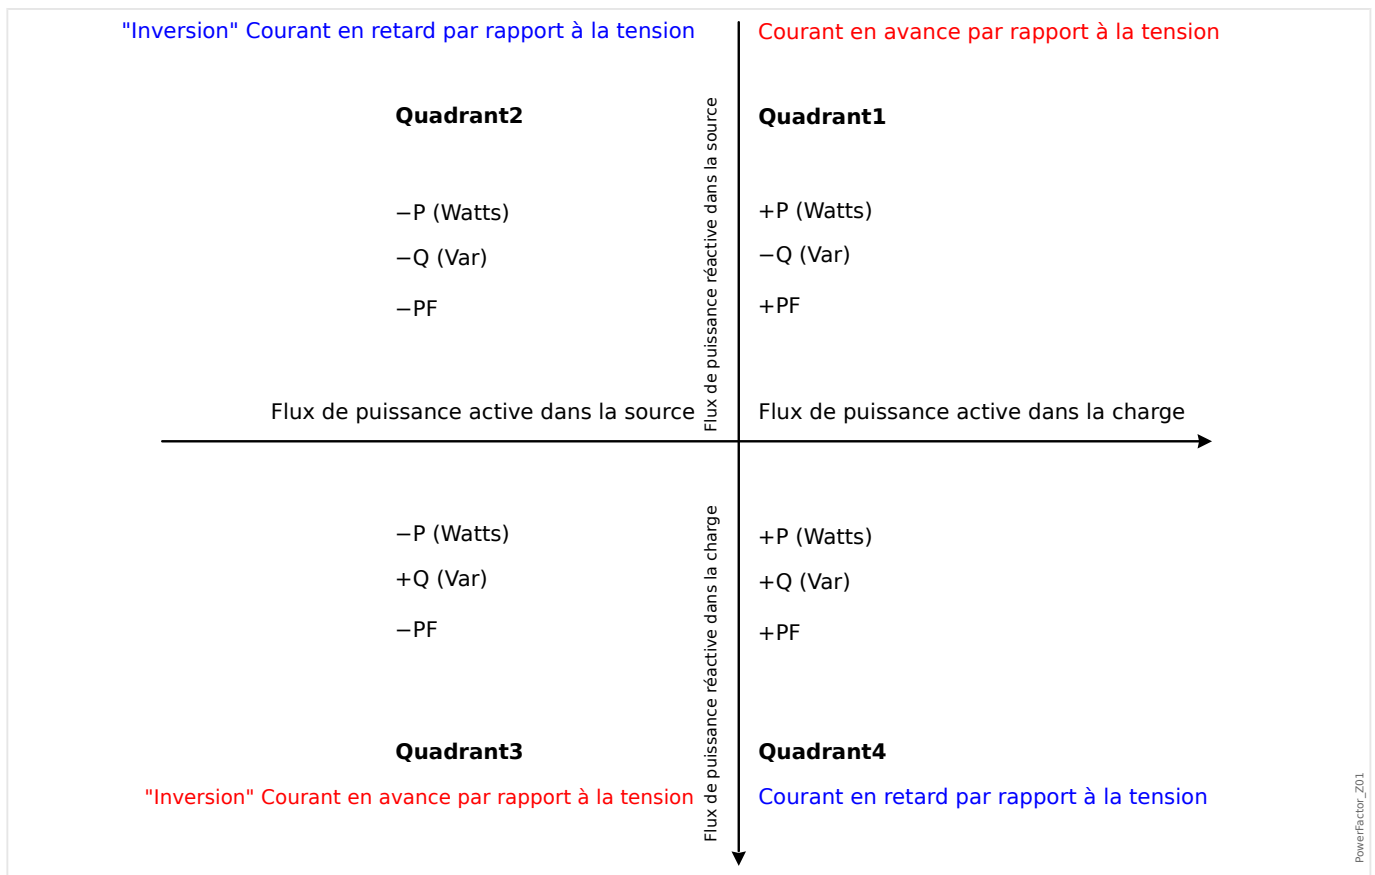 "Inversion" Courant en retard par rapport à la tension
Courant en avance par rapport à la tension
Quadrant2
Quadrant1
−P (Watts)
−Q (Var)
−PF
Flux de puissance réactive dans la source
+P (Watts)
−Q (Var)
+PF
Flux de puissance active dans la source
Flux de puissance active dans la charge
−P (Watts)
+Q (Var)
−PF
Flux de puissance réactive dans la charge
+P (Watts)
+Q (Var)
+PF
Quadrant3
Quadrant4
"Inversion" Courant en avance par rapport à la tension
Courant en retard par rapport à la tension
PowerFactor_Z01